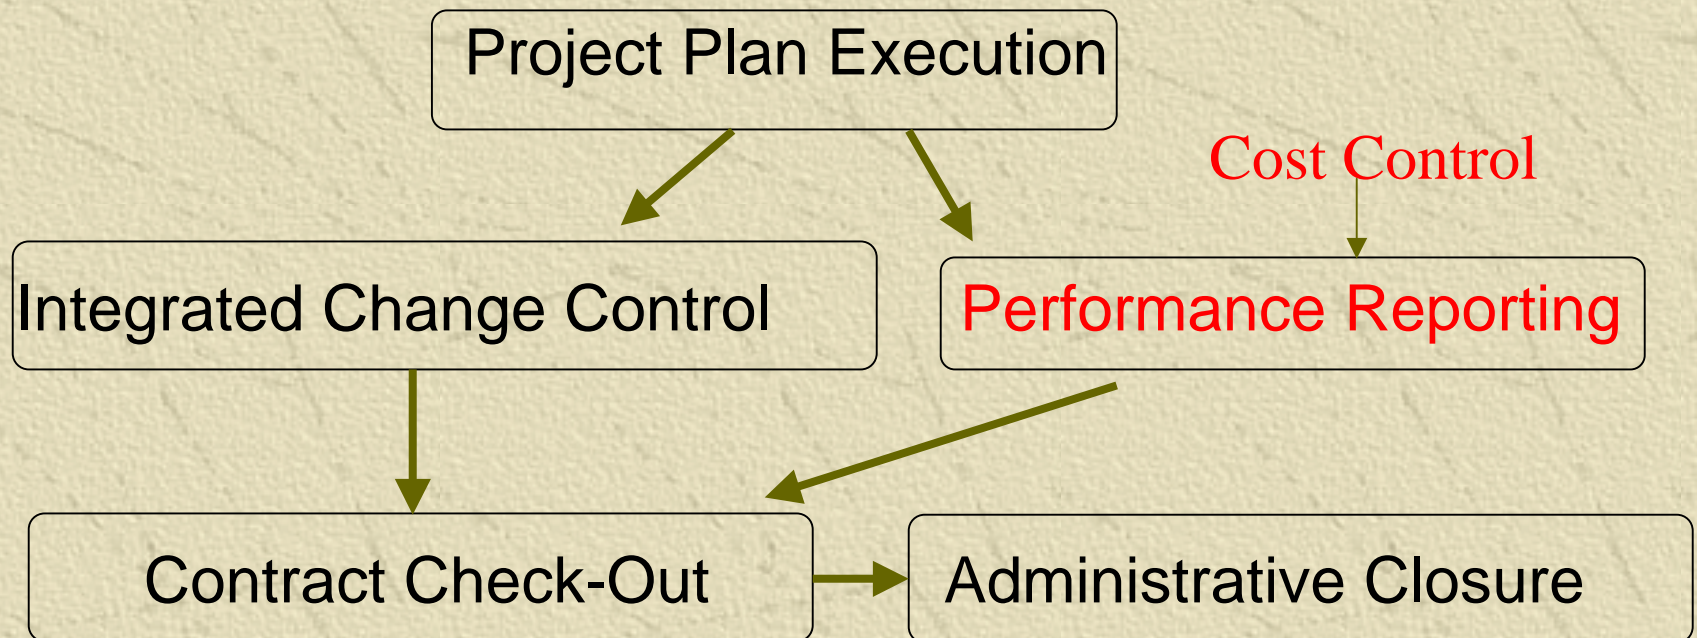 Project Plan Execution
Cost Control
Integrated Change Control
Performance Reporting
Contract Check-Out
Administrative Closure